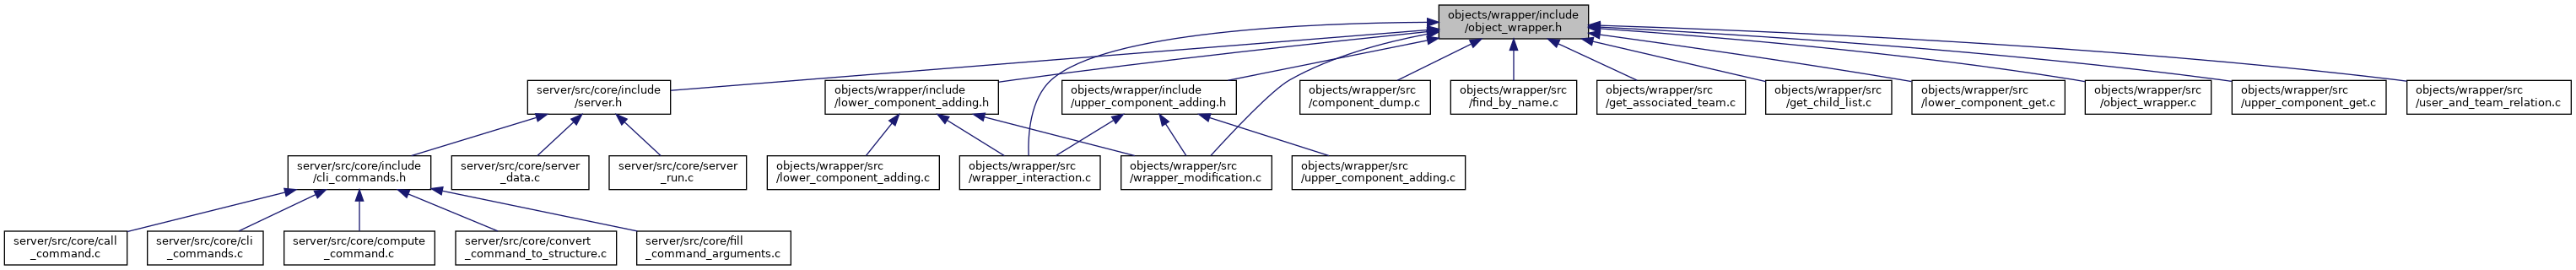 objects/wrapper/include
/object_wrapper.h
server/src/core/include
/server.h
objects/wrapper/include
/lower_component_adding.h
objects/wrapper/include
/upper_component_adding.h
objects/wrapper/src
/component_dump.c
objects/wrapper/src
/find_by_name.c
objects/wrapper/src
/get_associated_team.c
objects/wrapper/src
/get_child_list.c
objects/wrapper/src
/lower_component_get.c
objects/wrapper/src
/object_wrapper.c
objects/wrapper/src
/upper_component_get.c
objects/wrapper/src
/user_and_team_relation.c
server/src/core/include
/cli_commands.h
server/src/core/server
_data.c
server/src/core/server
_run.c
objects/wrapper/src
/lower_component_adding.c
objects/wrapper/src
/wrapper_interaction.c
objects/wrapper/src
/wrapper_modification.c
objects/wrapper/src
/upper_component_adding.c
server/src/core/call
_command.c
server/src/core/cli
_commands.c
server/src/core/compute
_command.c
server/src/core/convert
_command_to_structure.c
server/src/core/fill
_command_arguments.c